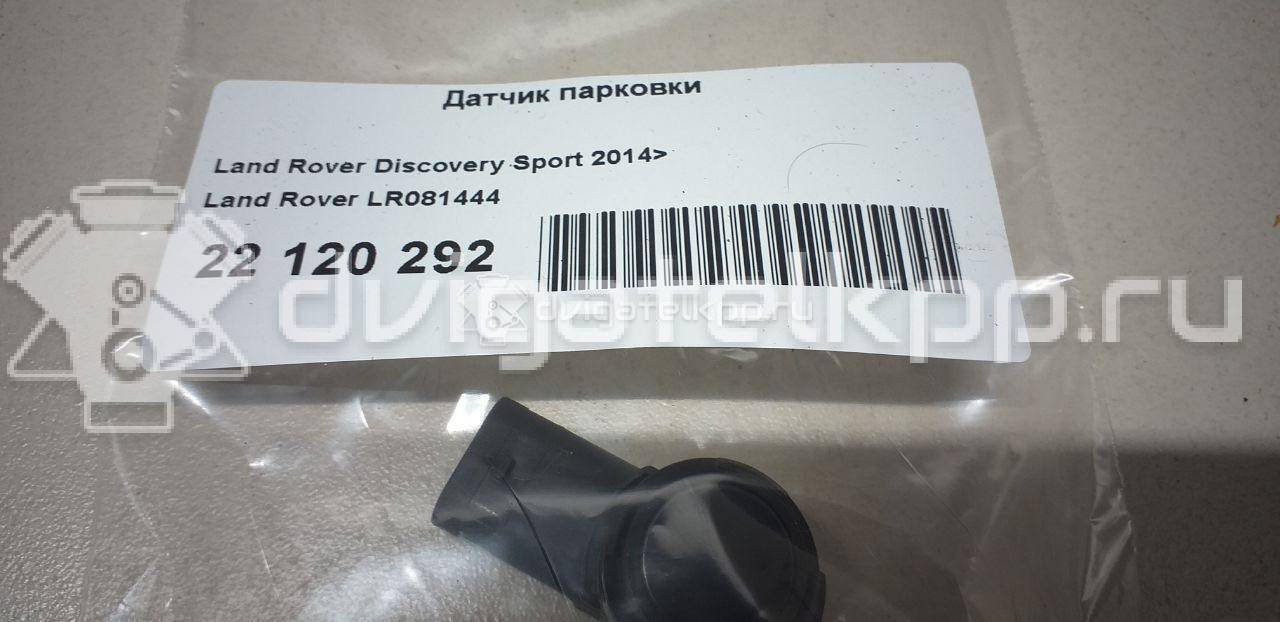 Датчик парковки
Land Rover Discovery Sport 2014>
Land Rover LR081444
22 120 292
dvigatelkpp.ru
dvigatelkpp.ru